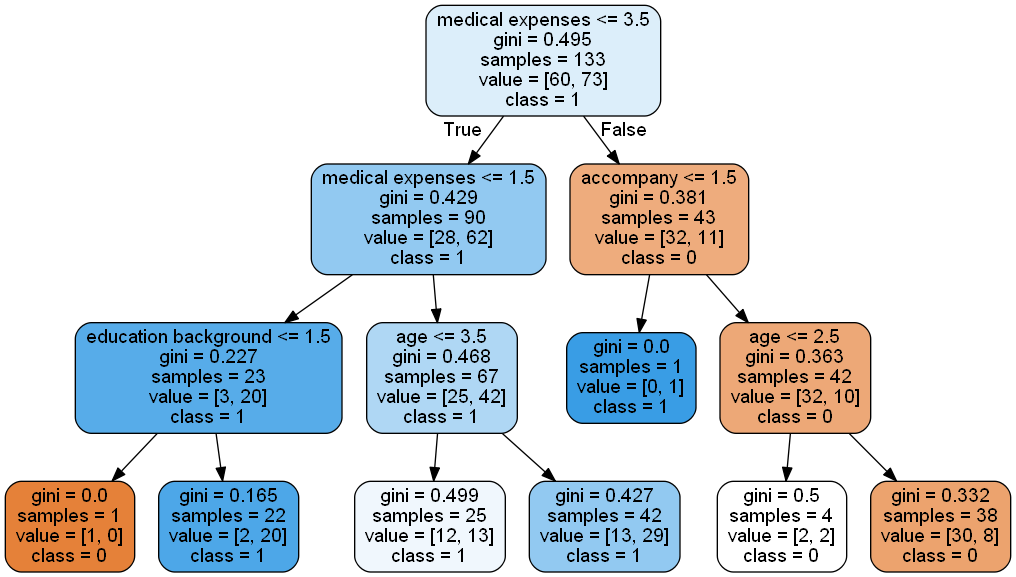 medical expenses <= 3.5
gini = 0.495
samples = 133
value = [60, 73]
class = 1
True
False
medical expenses <= 1.5
gini = 0.429
samples = 90
value = [28, 62]
class = 1
accompany <= 1.5
gini = 0.381
samples = 43
value = [32, 11]
class = 0
education background <= 1.5
gini = 0.227
samples = 23
value = [3, 20]
class = 1
age <= 3.5
gini = 0.468
samples = 67
value = [25, 42]
class = 1
gini = 0.0
samples = 1
value = [0, 1]
class = 1
age <= 2.5
gini = 0.363
samples = 42
value = [32, 10]
class = 0
gini = 0.0
samples = 1
value = [1, 0]
class = 0
gini = 0.165
samples = 22
value = [2, 20]
class = 1
gini = 0.499
samples = 25
value = [12, 13]
class = 1
gini = 0.427
samples = 42
value = [13, 29]
class = 1
gini = 0.5
samples = 4
value = [2, 2]
class = 0
gini = 0.332
samples = 38
value = [30, 8]
class = 0